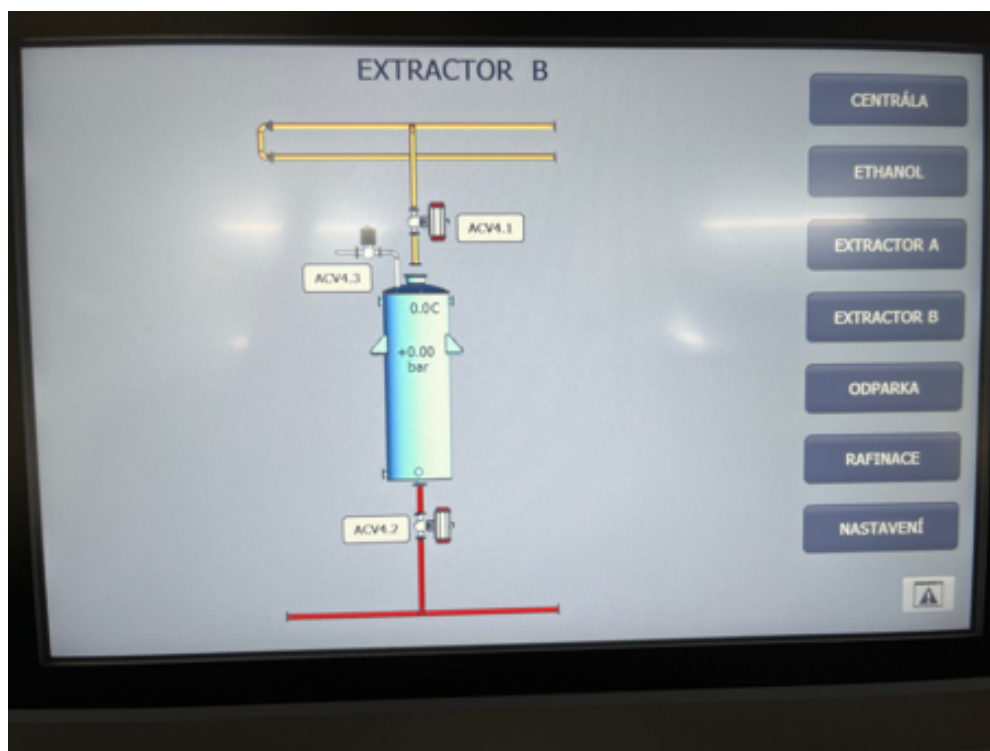 EXTRACTOR B
CENTRÁLA
ETHANOL
ACV4.1
EXTRACTOR A
ACV4.3
0.0C
EXTRACTOR B
+0.00
bar
ODPARKA
RAFINACE
ACV4.2
NASTAVENÍ